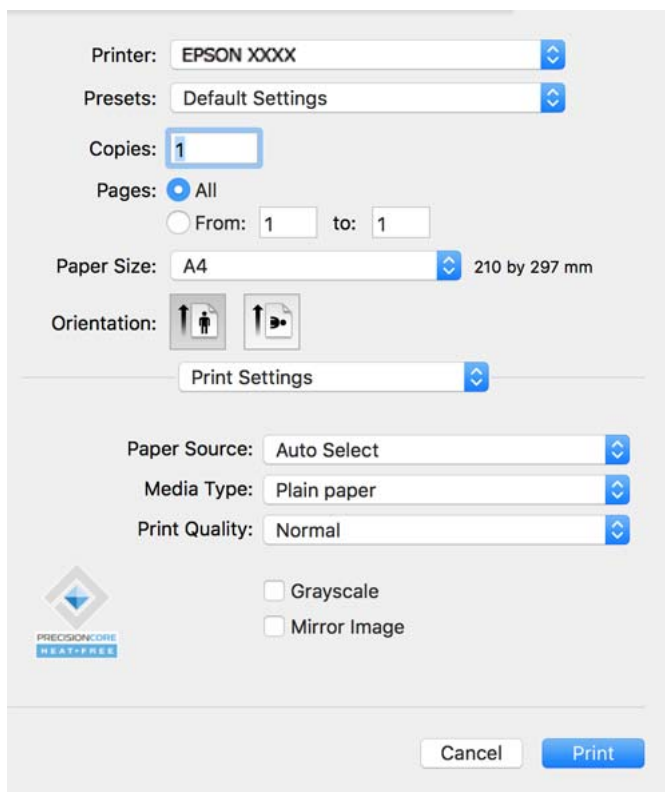 Printer: EPSON XXXX
Presets: Default Settings
Copies: 1
Pages: All
From: 1 to: 1
Paper Size: A4 210 by 297 mm
Orientation:
Print Settings
Paper Source: Auto Select
Media Type: Plain paper
Print Quality: Normal
Grayscale
Mirror Image
PRECISIONCORE
HEAT-FREE
Cancel Print